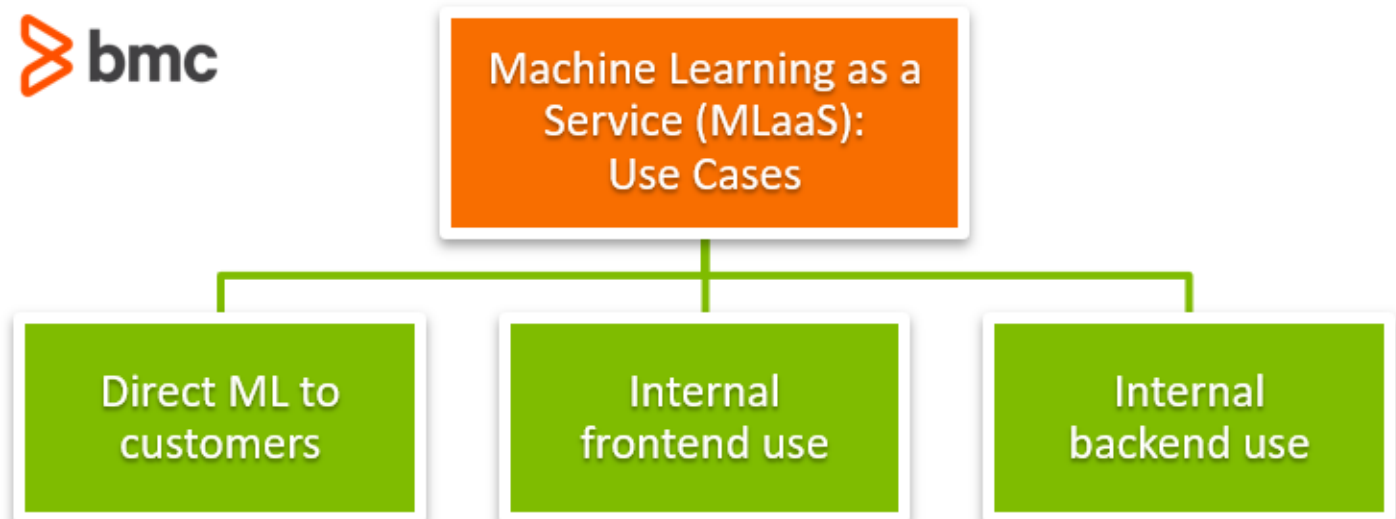 bmc
Machine Learning as a
Service (MLaaS):
Use Cases
Direct ML to
customers
Internal
frontend use
Internal
backend use